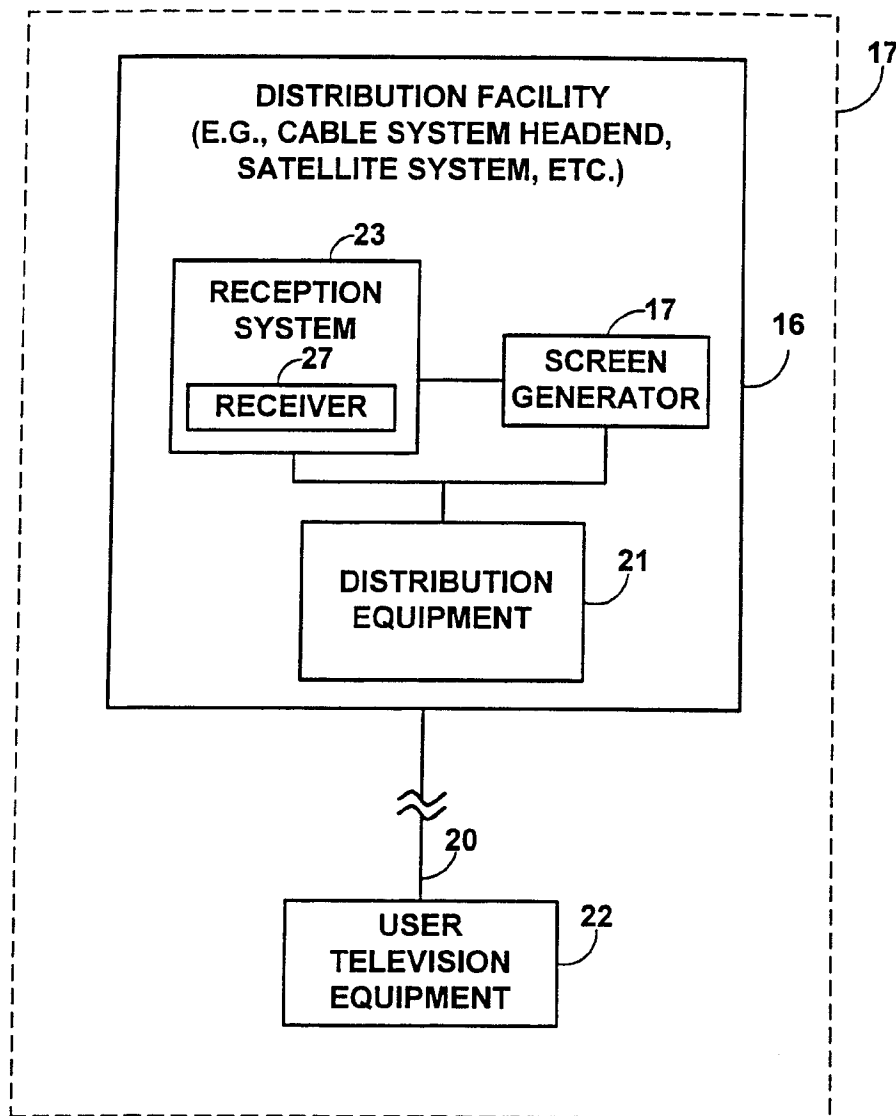 17
DISTRIBUTION FACILITY
(E.G., CABLE SYSTEM HEADEND,
SATELLITE SYSTEM, ETC.)
23
RECEPTION
SYSTEM
27
RECEIVER
17
SCREEN
GENERATOR
16
DISTRIBUTION
EQUIPMENT
21
20
USER
TELEVISION
EQUIPMENT
22